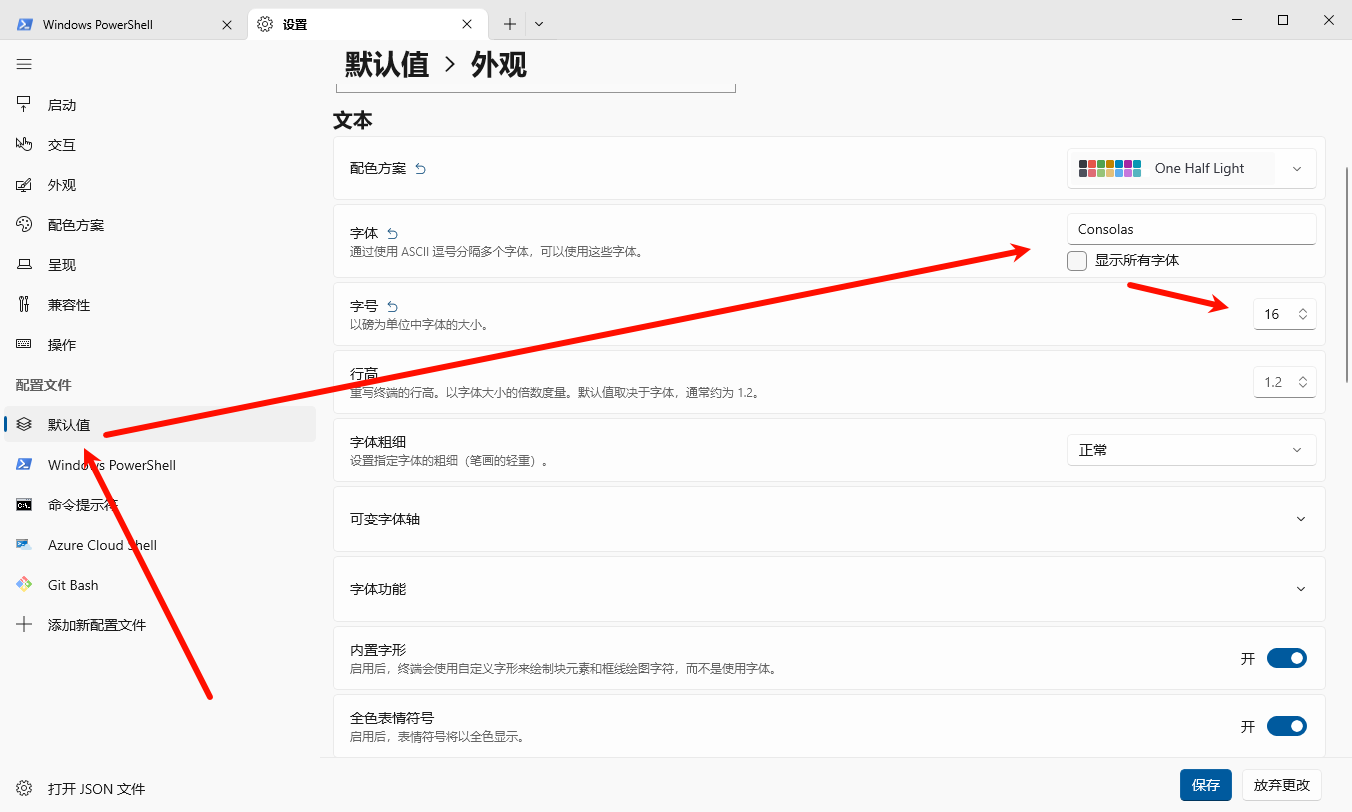 Windows PowerShell
设置
启动
交互
外观
配色方案
呈现
兼容性
操作
配置文件
默认值
Windows PowerShell
命令提示符
Azure Cloud Shell
Git Bash
添加新配置文件
打开 JSON 文件
默认值 > 外观
文本
配色方案
One Half Light
字体
通过使用 ASCII 逗号分隔多个字体，可以使用这些字体。
Consolas
显示所有字体
字号
以磅为单位中字体的大小。
16
行高
重写终端的行高。以字体大小的倍数度量。默认值取决于字体，通常约为 1.2。
1.2
字体粗细
设置指定字体的粗细（笔画的轻重）。
正常
可变字体轴
字体功能
内置字形
启用后，终端会使用自定义字形来绘制块元素和框线绘图字符，而不是使用字体。
开
全色表情符号
启用后，表情符号将以全色显示。
开
保存
放弃更改